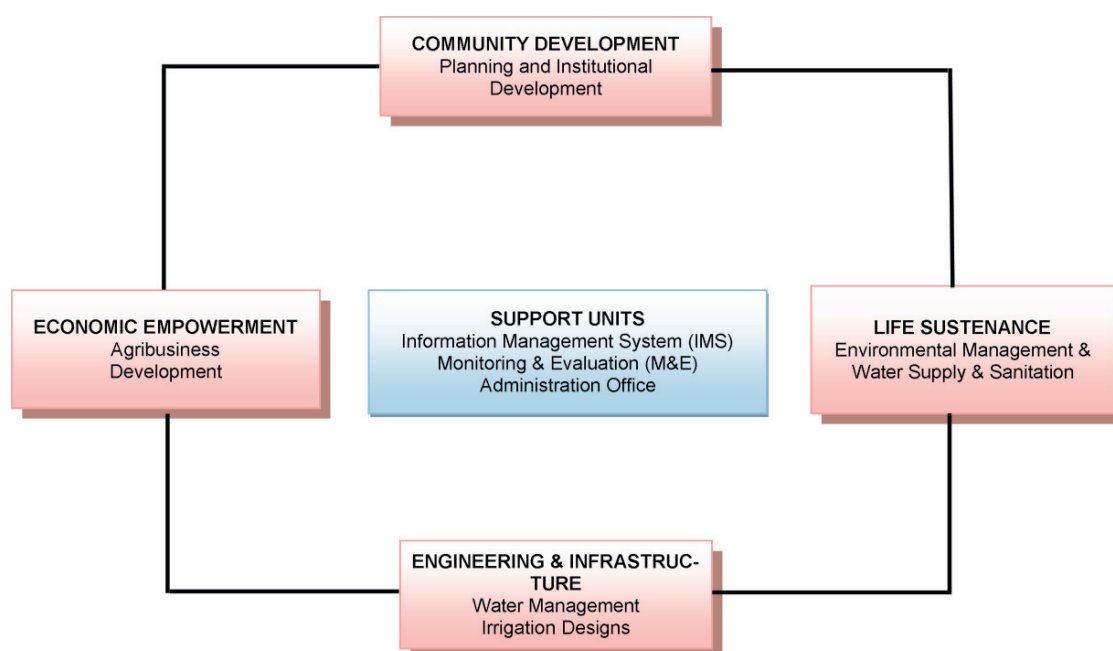 COMMUNITY DEVELOPMENT
Planning and Institutional
Development
ECONOMIC EMPOWERMENT
Agribusiness
Development
SUPPORT UNITS
Information Management System (IMS)
Monitoring & Evaluation (M&E)
Administration Office
LIFE SUSTENANCE
Environmental Management &
Water Supply & Sanitation
ENGINEERING & INFRASTRUC-
TURE
Water Management
Irrigation Designs